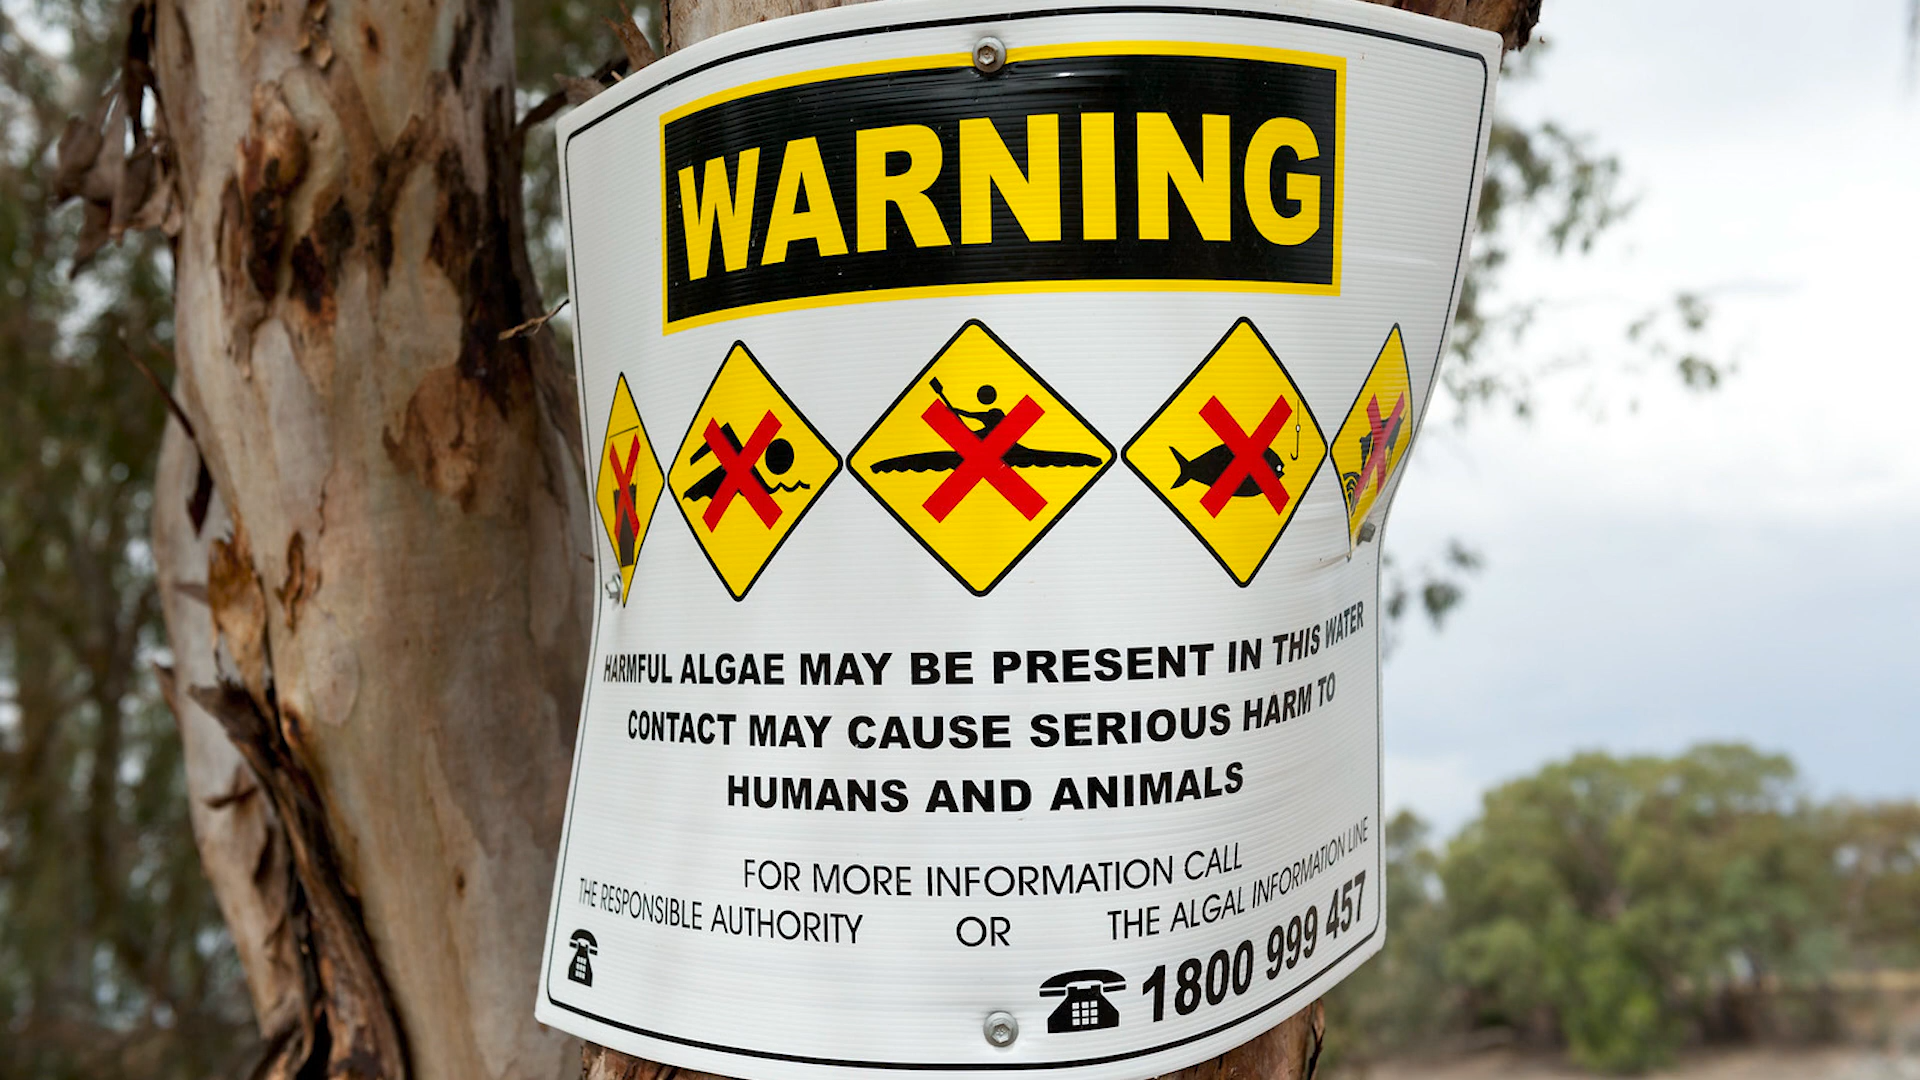 WARNING
HARMFUL ALGAE MAY BE PRESENT IN THIS WATER
CONTACT MAY CAUSE SERIOUS HARM TO
HUMANS AND ANIMALS
FOR MORE INFORMATION CALL
THE RESPONSIBLE AUTHORITY OR THE ALGAL INFORMATION LINE
1800 999 457